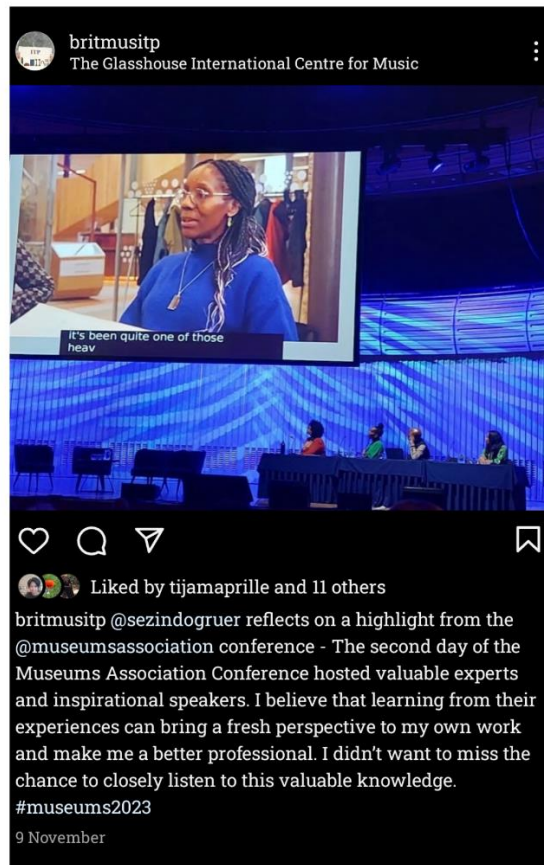 britmusitp
The Glasshouse International Centre for Music
it's been quite one of those
heav
Liked by tijamaprille and 11 others
britmusitp @sezindogruer reflects on a highlight from the
@museumsassociation conference - The second day of the
Museums Association Conference hosted valuable experts
and inspirational speakers. I believe that learning from their
experiences can bring a fresh perspective to my own work
and make me a better professional. I didn't want to miss the
chance to closely listen to this valuable knowledge.
#museums2023
9 November